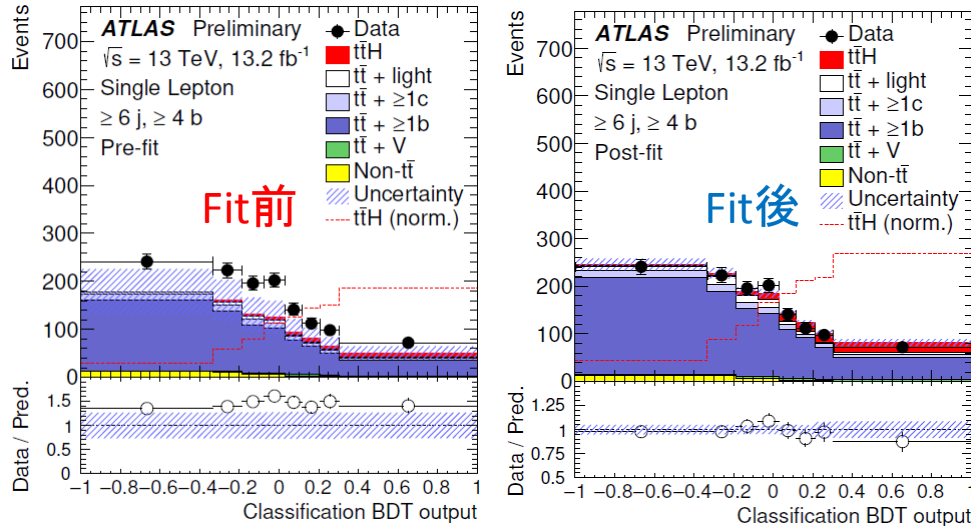 Events
700
600
500
400
300
200
100
0
ATLAS Preliminary
√s = 13 TeV, 13.2 fb⁻¹
Single Lepton
≥ 6 j, ≥ 4 b
Pre-fit
Data
tt̄H
tt̄ + light
tt̄ + ≥1c
tt̄ + ≥1b
tt̄ + V
Non-tt̄
Uncertainty
tt̄H (norm.)
Fit前
Data / Pred.
1.5
1
0.5
0
−1 −0.8 −0.6 −0.4 −0.2 0 0.2 0.4 0.6 0.8 1
Classification BDT output
Events
700
600
500
400
300
200
100
0
ATLAS Preliminary
√s = 13 TeV, 13.2 fb⁻¹
Single Lepton
≥ 6 j, ≥ 4 b
Post-fit
Data
tt̄H
tt̄ + light
tt̄ + ≥1c
tt̄ + ≥1b
tt̄ + V
Non-tt̄
Uncertainty
tt̄H (norm.)
Fit後
Data / Pred.
1.25
1
0.75
0.5
−1 −0.8 −0.6 −0.4 −0.2 0 0.2 0.4 0.6 0.8 1
Classification BDT output